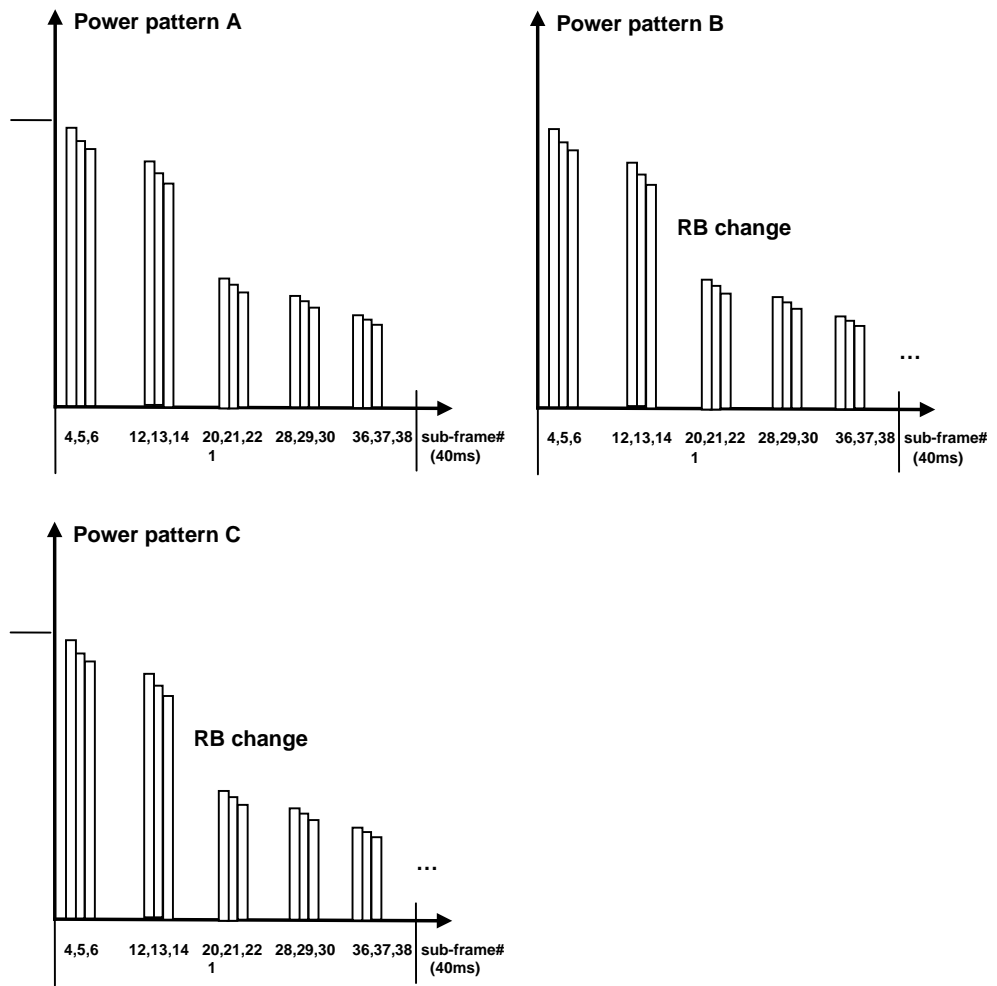 Power pattern A
4,5,6 12,13,14 20,21,22 28,29,30 36,37,38 sub-frame#
1 (40ms)
Power pattern B
RB change
...
4,5,6 12,13,14 20,21,22 28,29,30 36,37,38 sub-frame#
1 (40ms)
Power pattern C
RB change
...
4,5,6 12,13,14 20,21,22 28,29,30 36,37,38 sub-frame#
1 (40ms)